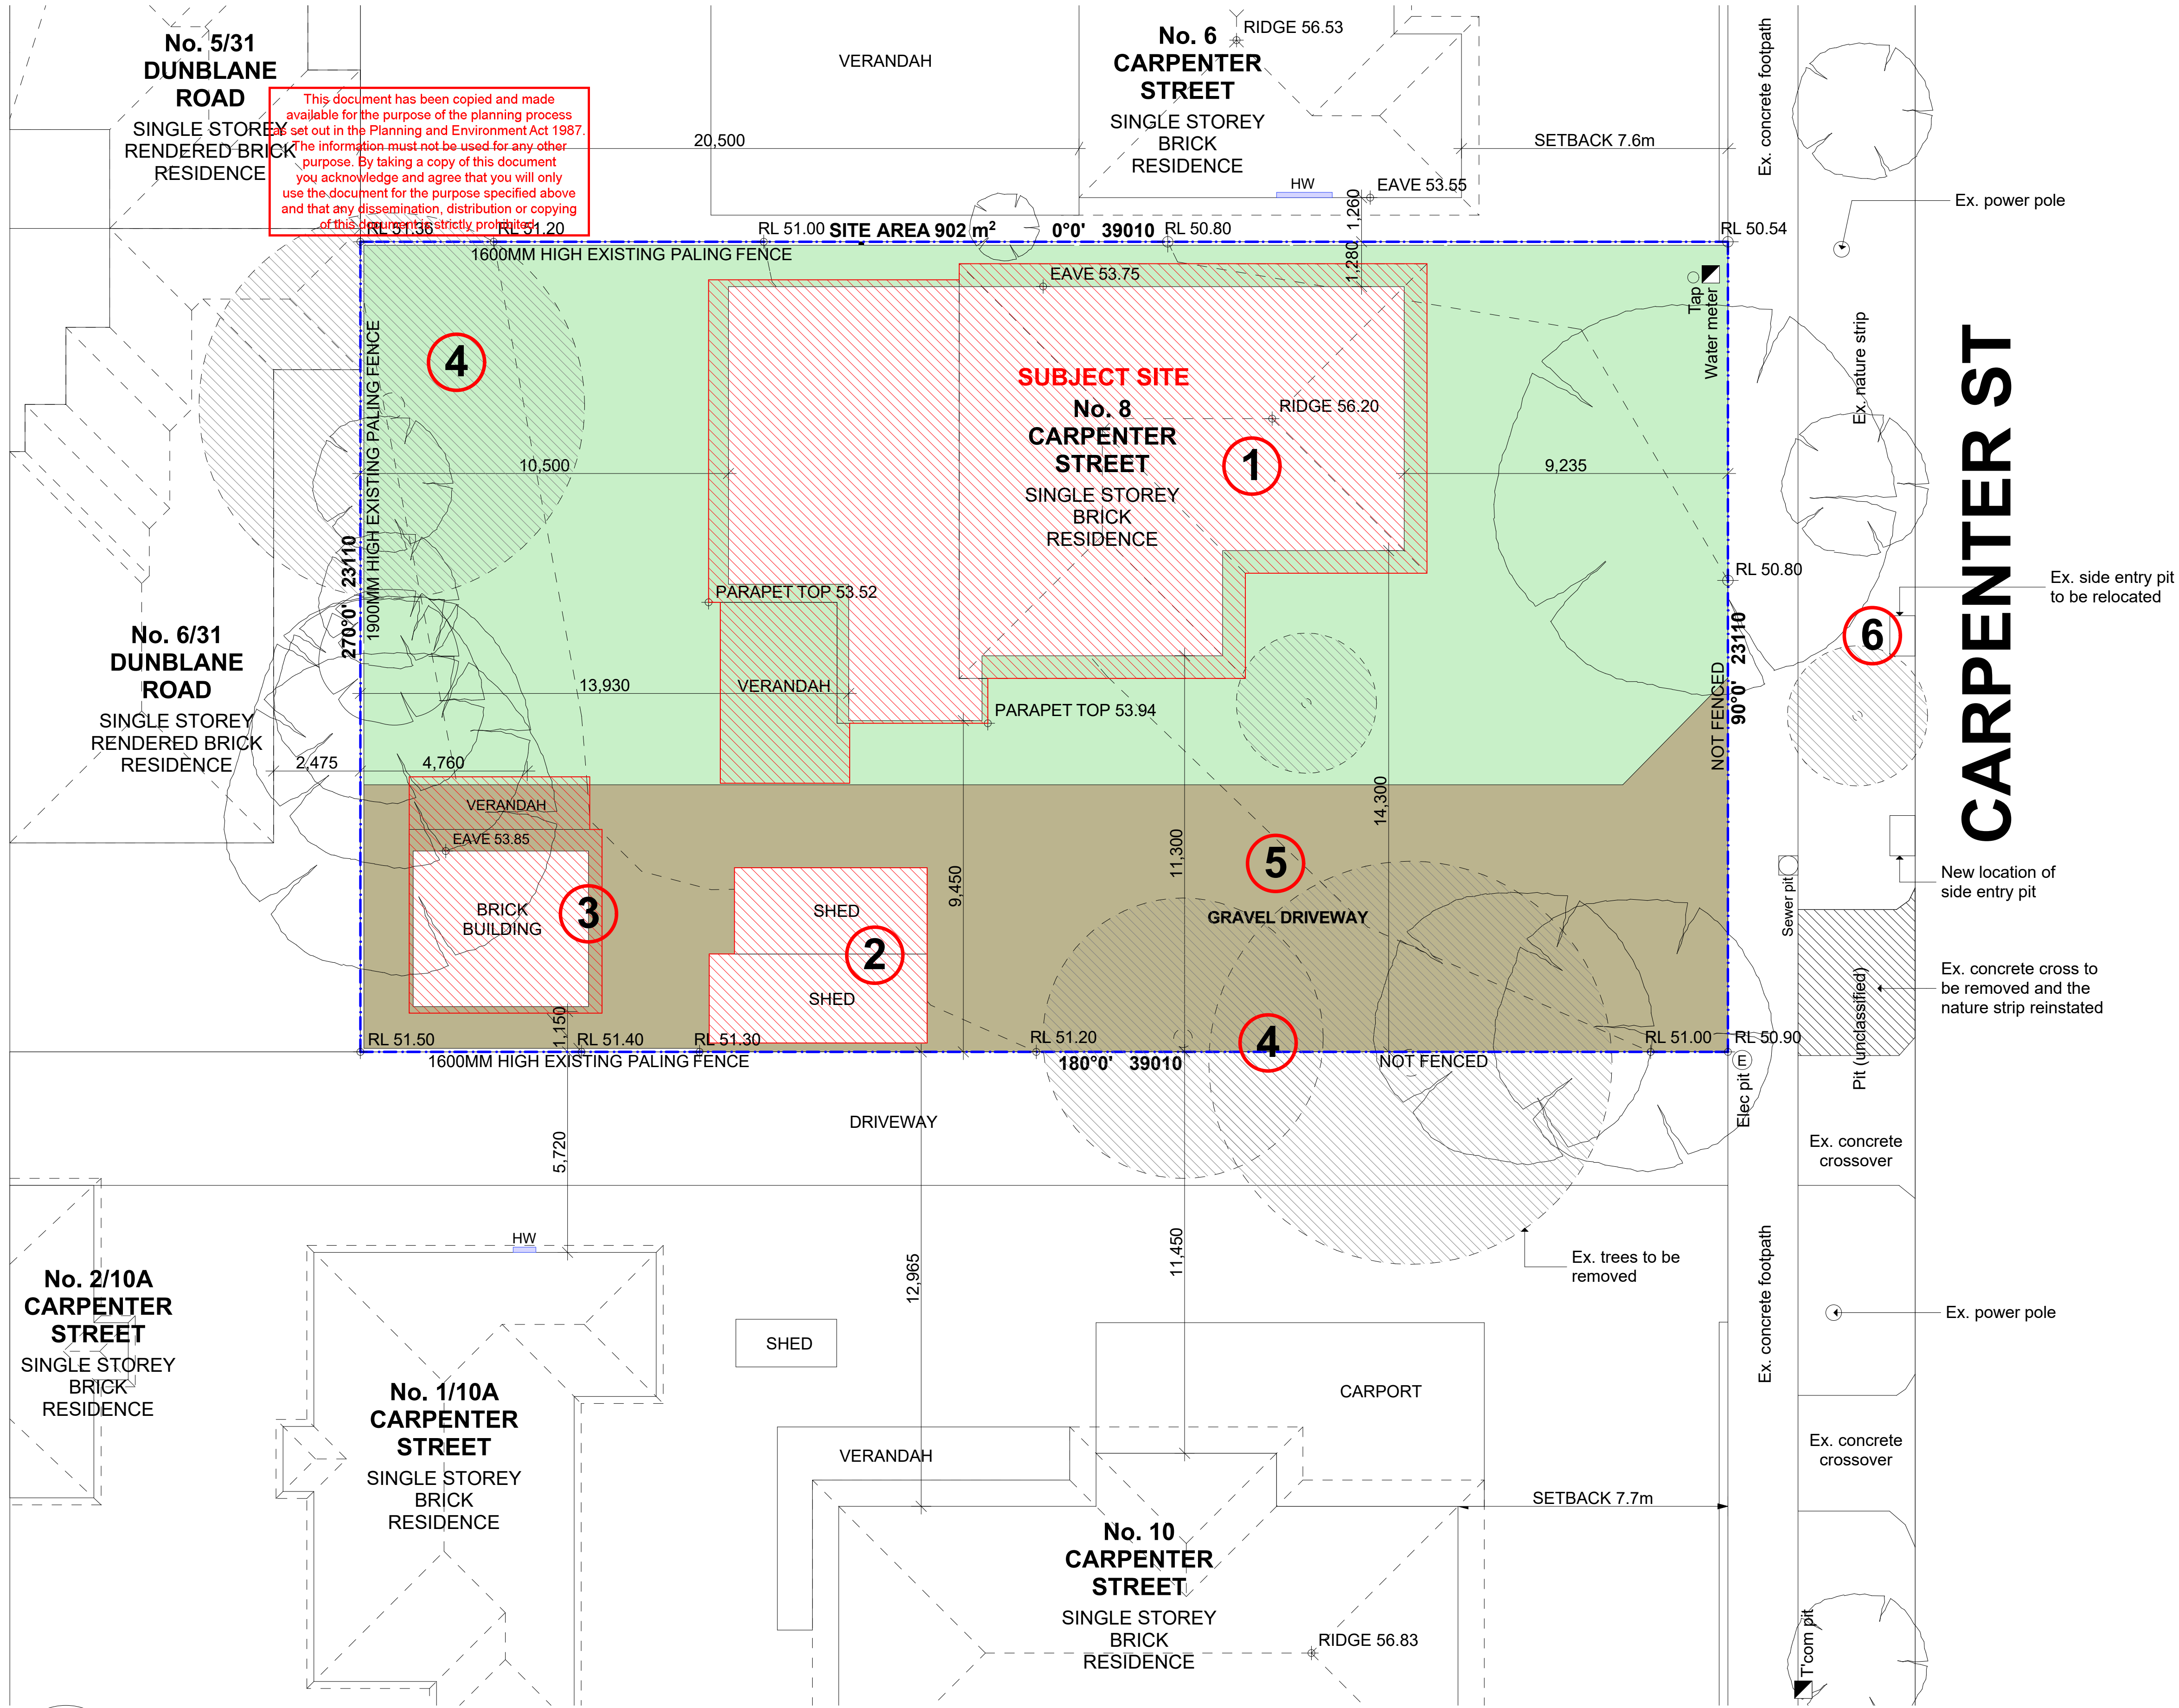 No. 5/31
DUNBLANE
ROAD
SINGLE STOREY
RENDERED BRICK
RESIDENCE
This document has been copied and made
available for the purpose of the planning process
as set out in the Planning and Environment Act 1987.
The information must not be used for any other
purpose. By taking a copy of this document
you acknowledge and agree that you will only
use the document for the purpose specified above
and that any dissemination, distribution or copying
of this document is strictly prohibited.
VERANDAH
20,500
No. 6
CARPENTER
STREET
SINGLE STOREY
BRICK
RESIDENCE
RIDGE 56.53
SETBACK 7.6m
HW
EAVE 53.55
1,260
Ex. concrete footpath
Ex. power pole
RL 51.36
RL 51.20
RL 51.00
SITE AREA 902 m²
0°0' 39010
RL 50.80
RL 50.54
1600MM HIGH EXISTING PALING FENCE
1,280
EAVE 53.75
Tap
Water meter
Ex. nature strip
CARPENTER ST
4
1900MM HIGH EXISTING PALING FENCE
270°0' 23110
SUBJECT SITE
No. 8
CARPENTER
STREET
SINGLE STOREY
BRICK
RESIDENCE
RIDGE 56.20
1
10,500
9,235
PARAPET TOP 53.52
RL 50.80
Ex. side entry pit
to be relocated
6
No. 6/31
DUNBLANE
ROAD
SINGLE STOREY
RENDERED BRICK
RESIDENCE
13,930
VERANDAH
PARAPET TOP 53.94
NOT FENCED
90°0' 23110
2,475
4,760
VERANDAH
EAVE 53.85
BRICK
BUILDING
3
SHED
2
SHED
9,450
11,300
14,300
5
GRAVEL DRIVEWAY
4
Sewer pit
New location of
side entry pit
Ex. concrete cross to
be removed and the
nature strip reinstated
Pit (unclassified)
1,150
RL 51.50
RL 51.40
RL 51.30
RL 51.20
RL 51.00
RL 50.90
1600MM HIGH EXISTING PALING FENCE
180°0' 39010
NOT FENCED
E
Elec pit
DRIVEWAY
5,720
12,965
11,450
Ex. concrete
crossover
Ex. trees to be
removed
Ex. concrete footpath
Ex. power pole
HW
No. 2/10A
CARPENTER
STREET
SINGLE STOREY
BRICK
RESIDENCE
No. 1/10A
CARPENTER
STREET
SINGLE STOREY
BRICK
RESIDENCE
SHED
CARPORT
VERANDAH
Ex. concrete
crossover
SETBACK 7.7m
No. 10
CARPENTER
STREET
SINGLE STOREY
BRICK
RESIDENCE
RIDGE 56.83
T'com pit